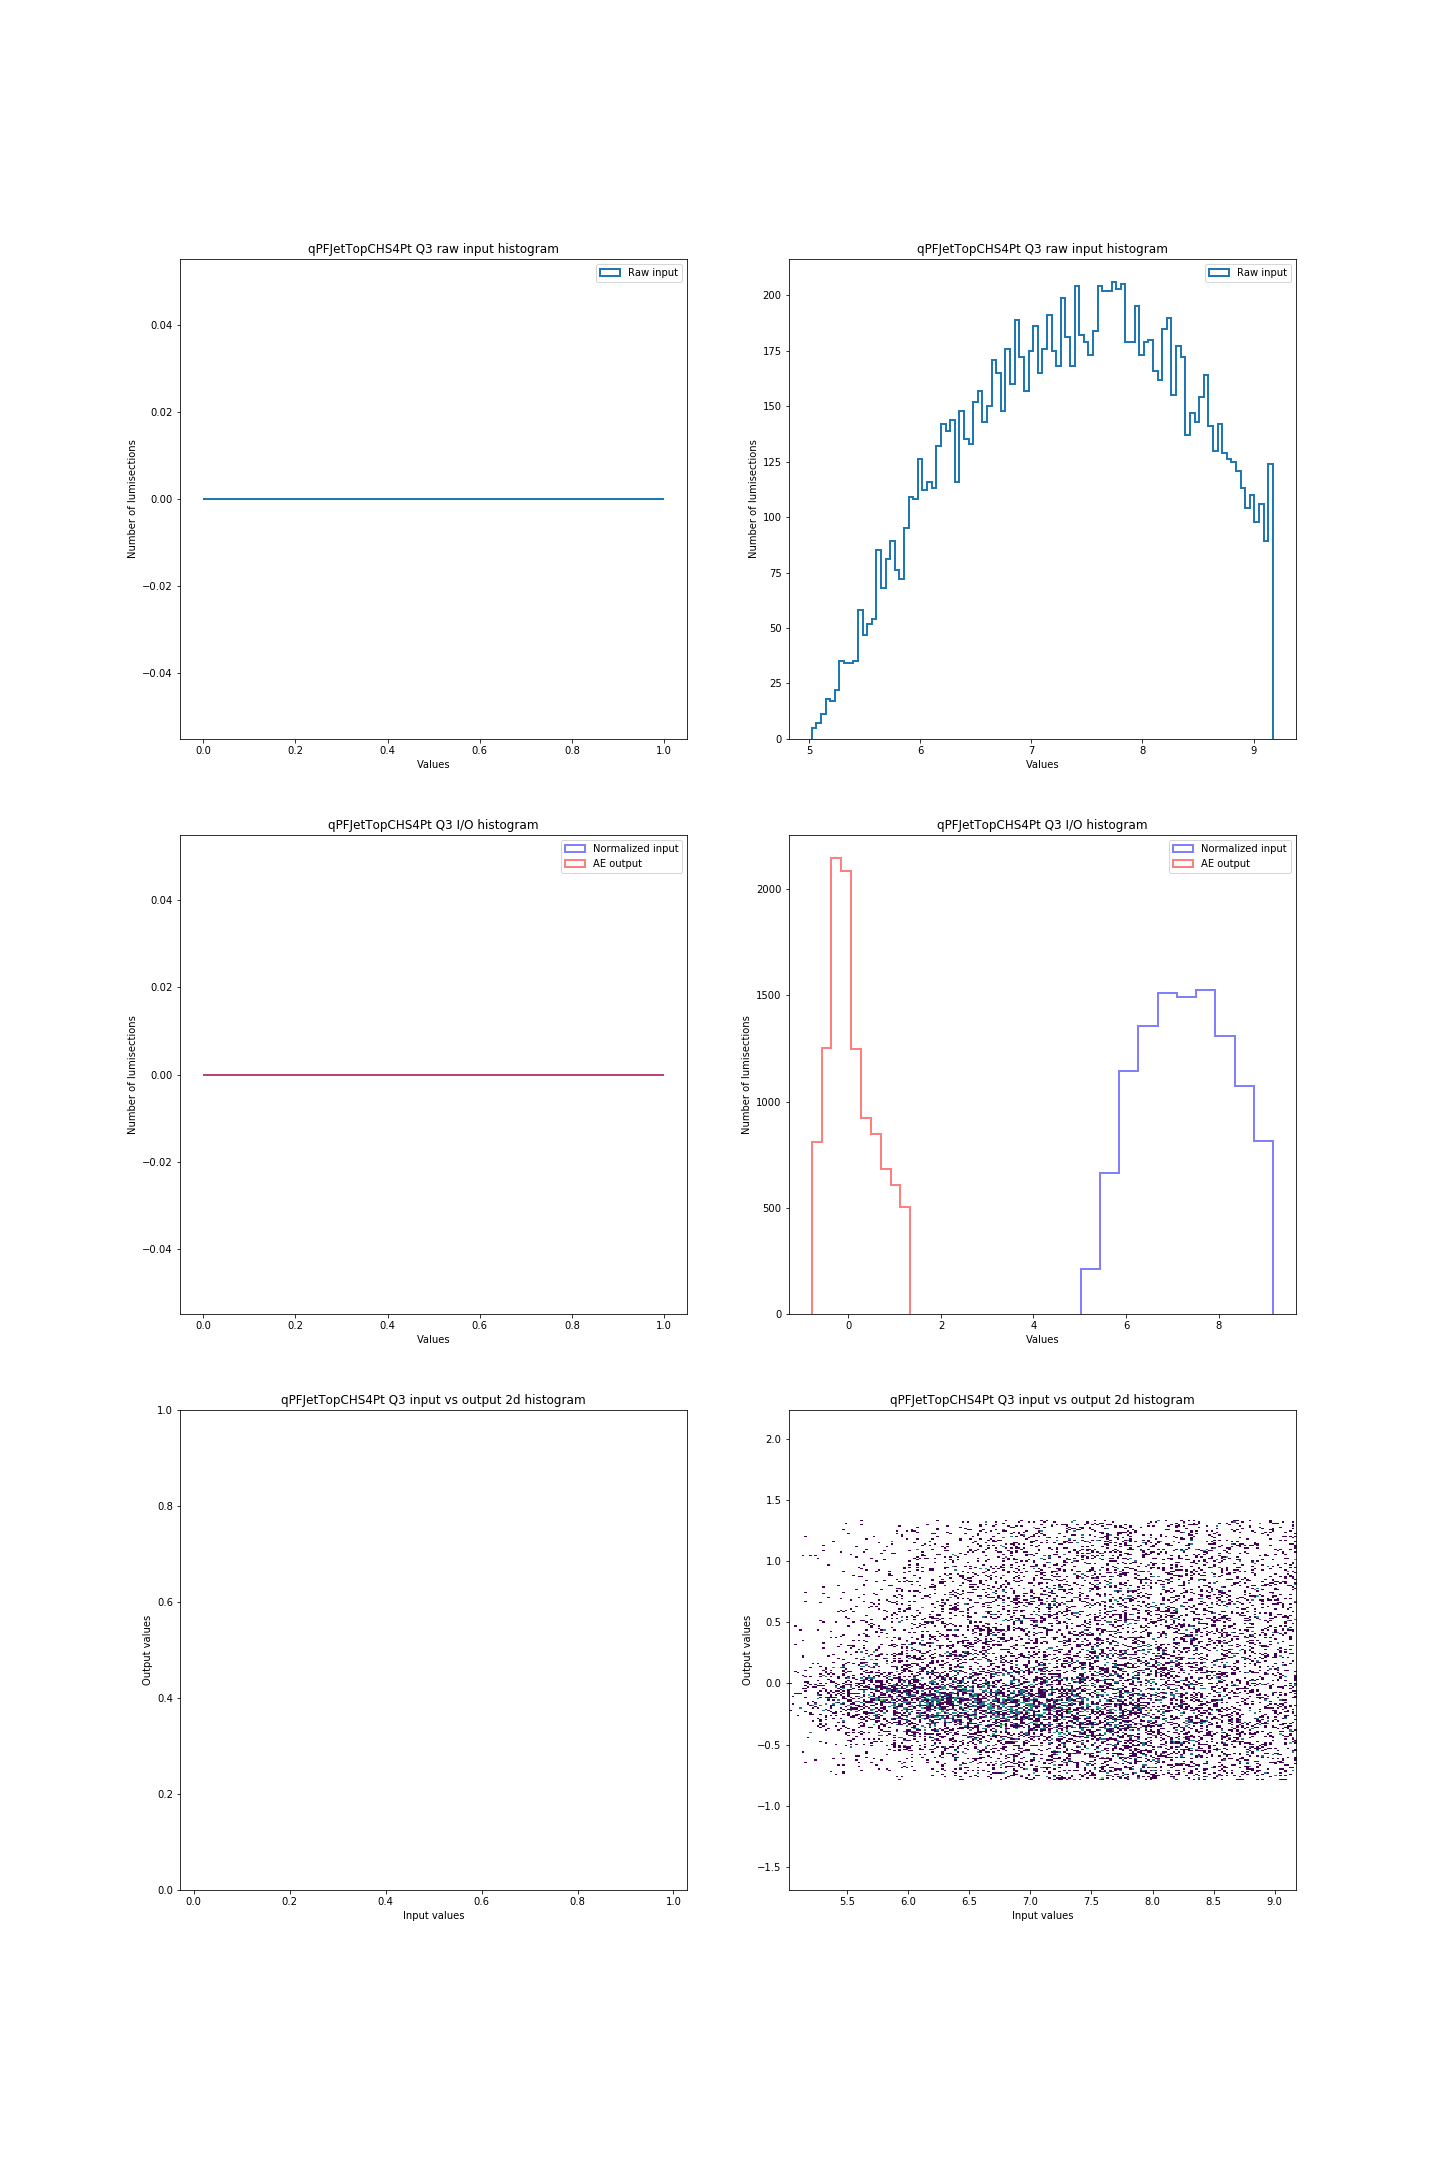 qPFJetTopCHS4Pt Q3 raw input histogram
Raw input
0.04
0.02
0.00
−0.02
−0.04
Number of lumisections
0.0 0.2 0.4 0.6 0.8 1.0
Values
qPFJetTopCHS4Pt Q3 raw input histogram
Raw input
200
175
150
125
100
75
50
25
0
Number of lumisections
5 6 7 8 9
Values
qPFJetTopCHS4Pt Q3 I/O histogram
Normalized input
AE output
0.04
0.02
0.00
−0.02
−0.04
Number of lumisections
0.0 0.2 0.4 0.6 0.8 1.0
Values
qPFJetTopCHS4Pt Q3 I/O histogram
Normalized input
AE output
2000
1500
1000
500
0
Number of lumisections
0 2 4 6 8
Values
qPFJetTopCHS4Pt Q3 input vs output 2d histogram
1.0
0.8
0.6
0.4
0.2
0.0
Output values
0.0 0.2 0.4 0.6 0.8 1.0
Input values
qPFJetTopCHS4Pt Q3 input vs output 2d histogram
2.0
1.5
1.0
0.5
0.0
−0.5
−1.0
−1.5
Output values
5.5 6.0 6.5 7.0 7.5 8.0 8.5 9.0
Input values